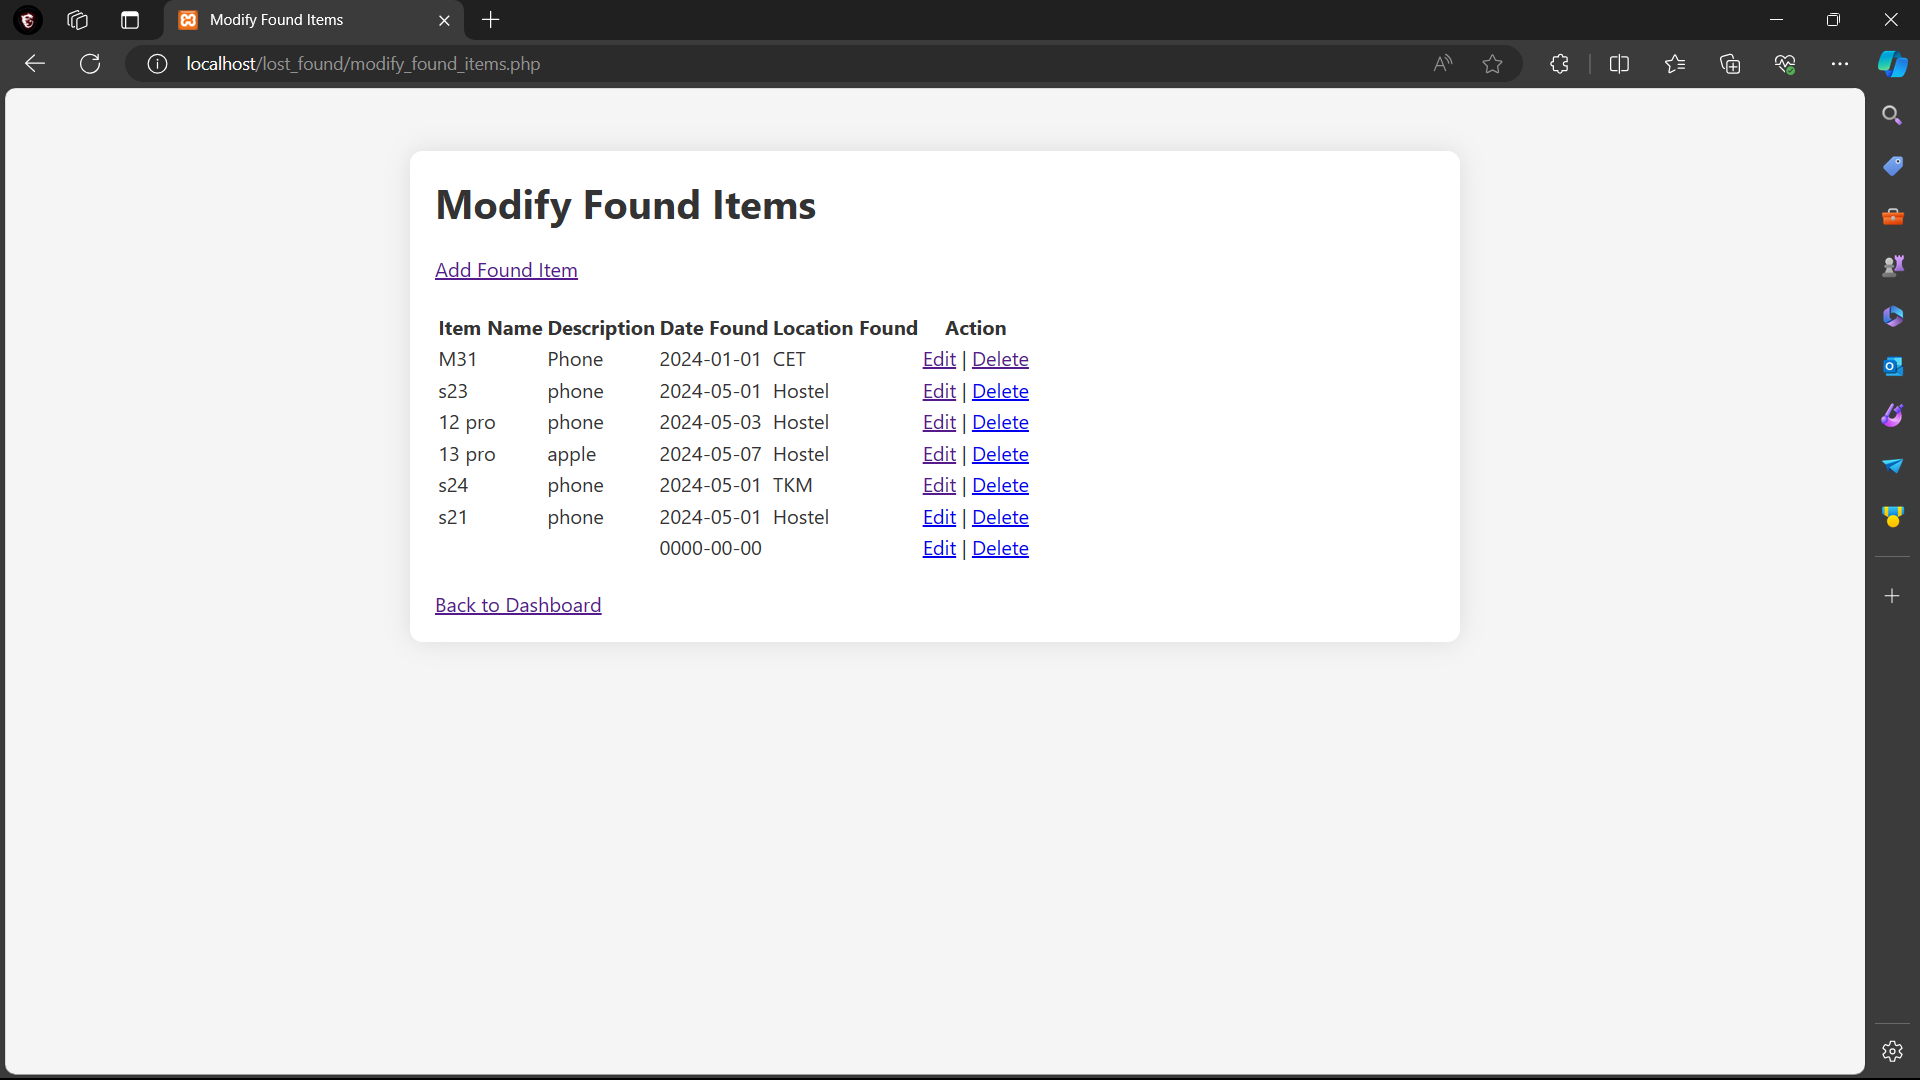 Modify Found Items
localhost/lost_found/modify_found_items.php
Modify Found Items
Add Found Item
Item Name Description Date Found Location Found Action
M31 Phone 2024-01-01 CET Edit | Delete
s23 phone 2024-05-01 Hostel Edit | Delete
12 pro phone 2024-05-03 Hostel Edit | Delete
13 pro apple 2024-05-07 Hostel Edit | Delete
s24 phone 2024-05-01 TKM Edit | Delete
s21 phone 2024-05-01 Hostel Edit | Delete
0000-00-00 Edit | Delete
Back to Dashboard